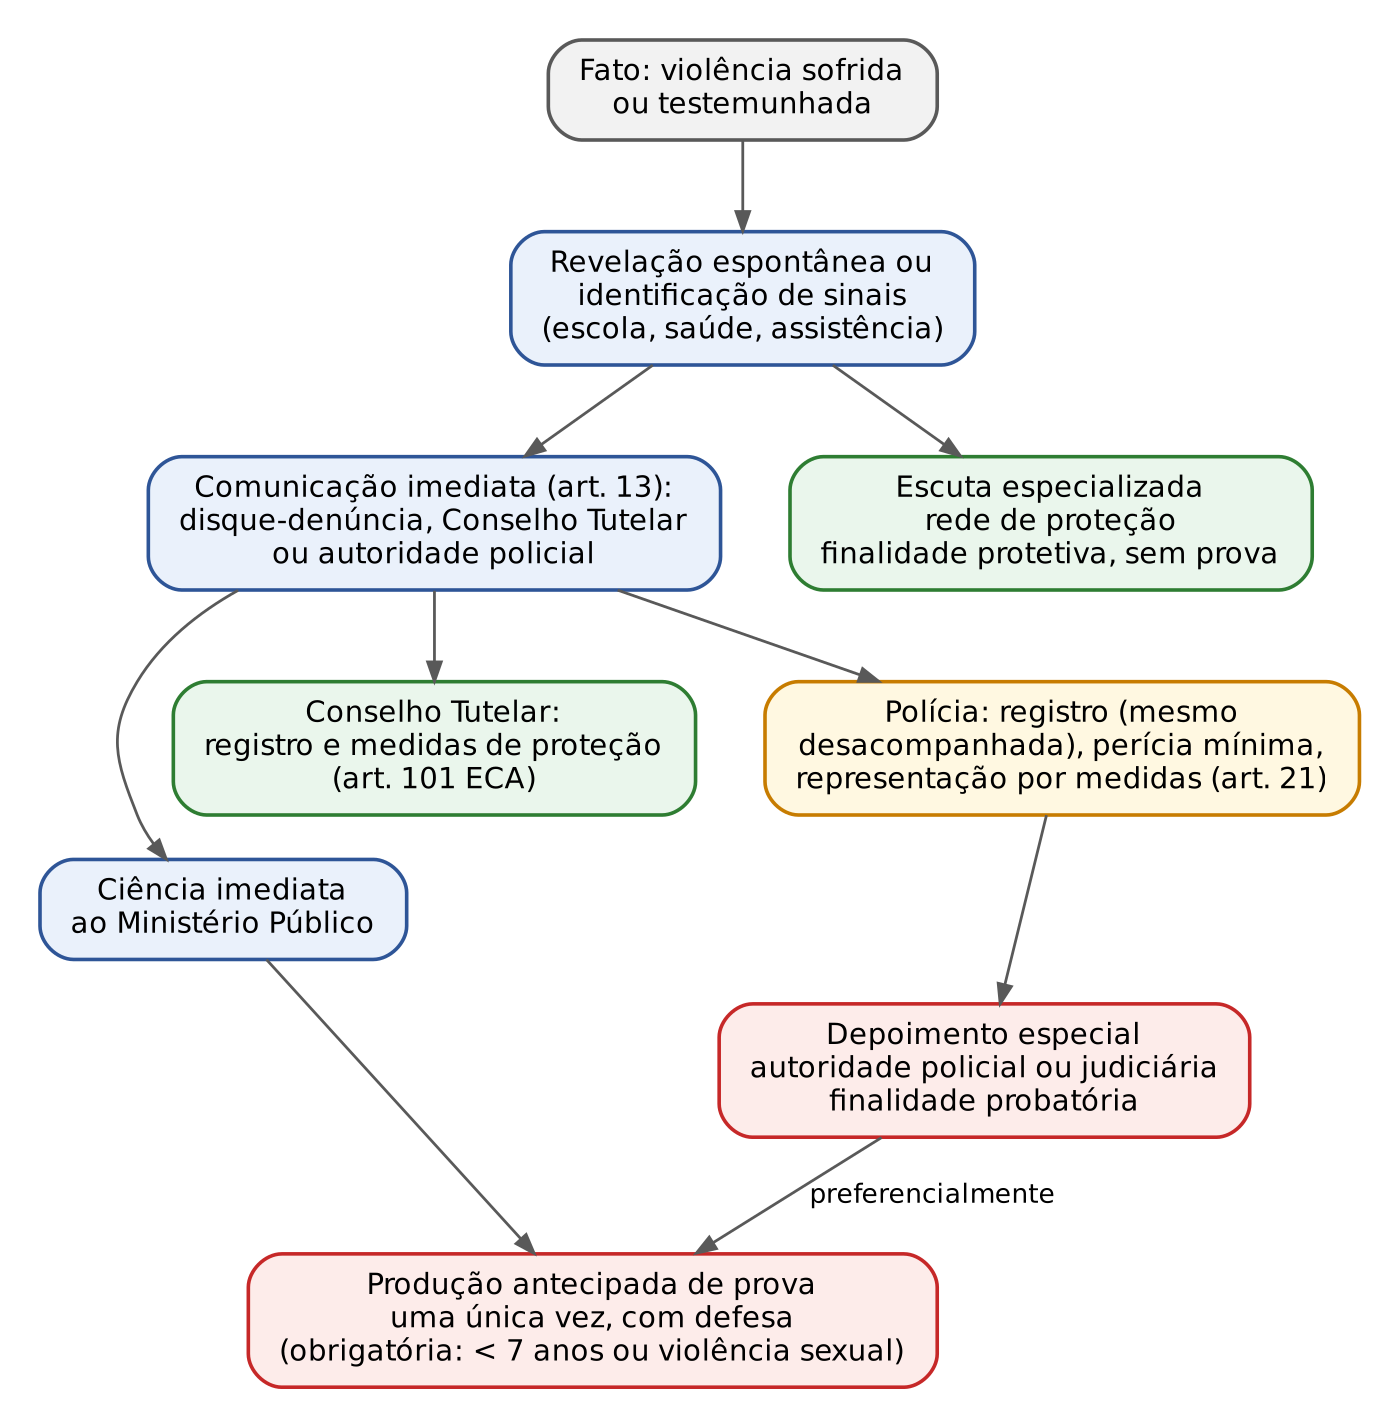 Fato: violência sofrida
ou testemunhada
Revelação espontânea ou
identificação de sinais
(escola, saúde, assistência)
Comunicação imediata (art. 13):
disque-denúncia, Conselho Tutelar
ou autoridade policial
Escuta especializada
rede de proteção
finalidade protetiva, sem prova
Conselho Tutelar:
registro e medidas de proteção
(art. 101 ECA)
Polícia: registro (mesmo
desacompanhada), perícia mínima,
representação por medidas (art. 21)
Ciência imediata
ao Ministério Público
Depoimento especial
autoridade policial ou judiciária
finalidade probatória
preferencialmente
Produção antecipada de prova
uma única vez, com defesa
(obrigatória: < 7 anos ou violência sexual)